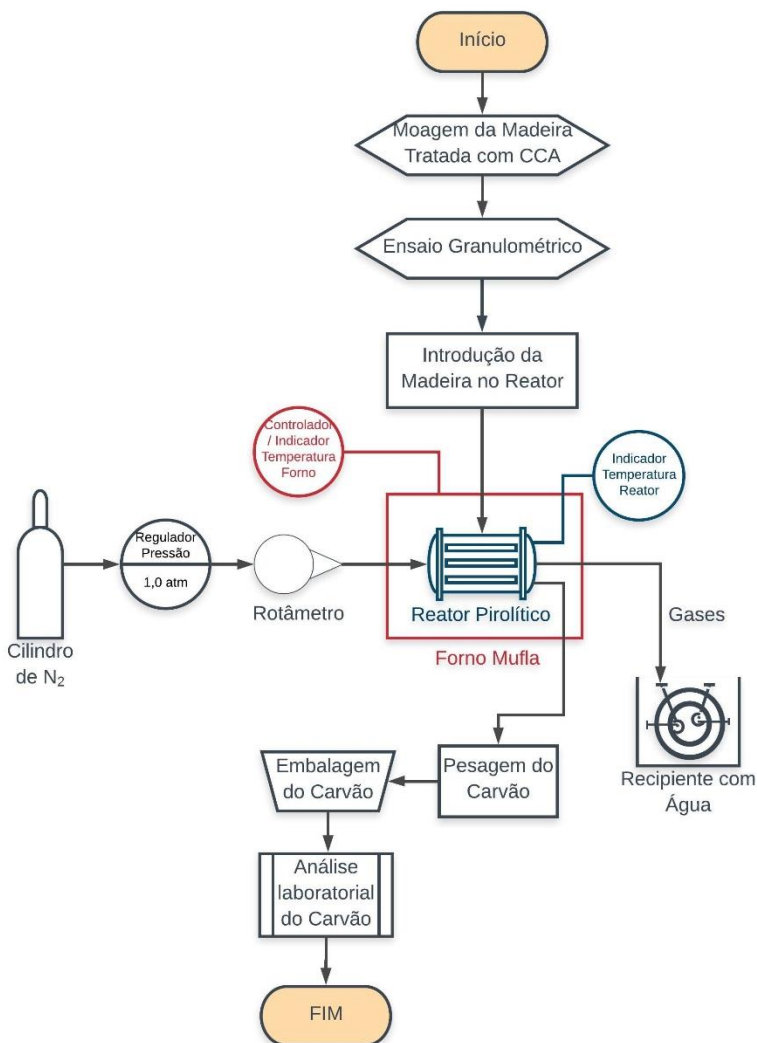 Início
Moagem da Madeira
Tratada com CCA
Ensaio Granulométrico
Introdução da
Madeira no Reator
Controlador
/ Indicador
Temperatura
Forno
Indicador
Temperatura
Reator
Regulador
Pressão
1,0 atm
Rotâmetro
Reator Pirolítico
Forno Mufla
Gases
Cilindro
de N₂
Recipiente com
Água
Pesagem do
Carvão
Embalagem
do Carvão
Análise
laboratorial
do Carvão
FIM